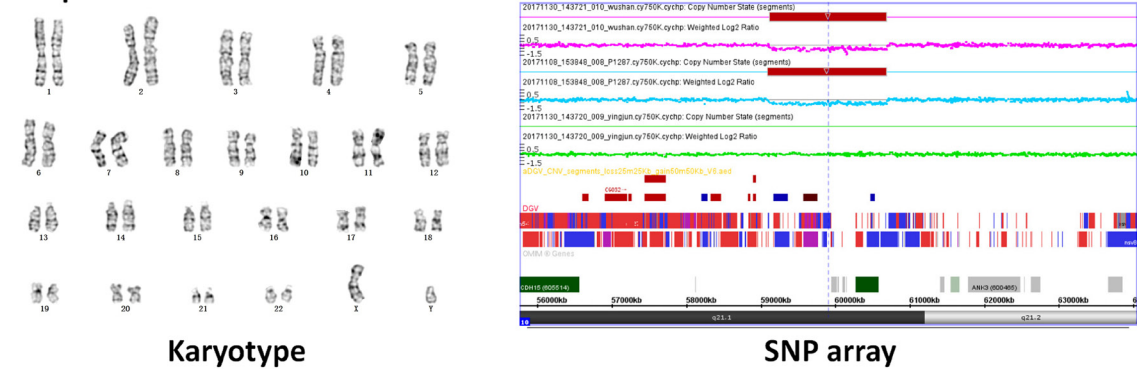 1 2 3 4 5
6 7 8 9 10 11 12
13 14 15 16 17 18
19 20 21 22 X Y
Karyotype
20171130_143721_010_wushan.cy750K.cychp: Copy Number State (segments)
20171130_143721_010_wushan.cy750K.cychp: Weighted Log2 Ratio
0.5
-1.5
20171108_153848_008_P1287.cy750K.cychp: Copy Number State (segments)
20171108_153848_008_P1287.cy750K.cychp: Weighted Log2 Ratio
0.5
-1.5
20171130_143720_009_yingjun.cy750K.cychp: Copy Number State (segments)
20171130_143720_009_yingjun.cy750K.cychp: Weighted Log2 Ratio
0.5
-1.5
DGV
OMIM ® Genes
CDH15 (605514) ANK3 (600465)
56000kb 57000kb 58000kb 59000kb 60000kb 61000kb 62000kb 63000kb
10 q21.1 q21.2
SNP array